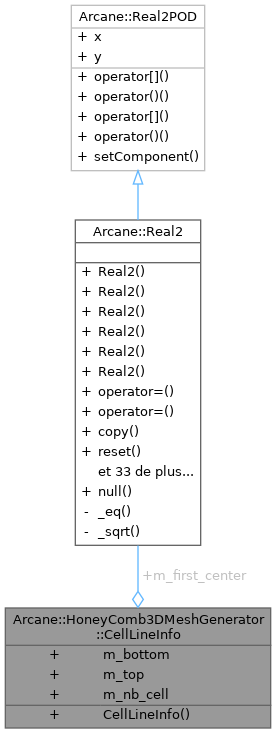 Arcane::Real2POD
+ x
+ y
+ operator[]()
+ operator()()
+ operator[]()
+ operator()()
+ setComponent()
Arcane::Real2
+ Real2()
+ Real2()
+ Real2()
+ Real2()
+ Real2()
+ Real2()
+ operator=()
+ operator=()
+ copy()
+ reset()
et 33 de plus...
+ null()
- _eq()
- _sqrt()
+m_first_center
Arcane::HoneyComb3DMeshGenerator
::CellLineInfo
+ m_bottom
+ m_top
+ m_nb_cell
+ CellLineInfo()